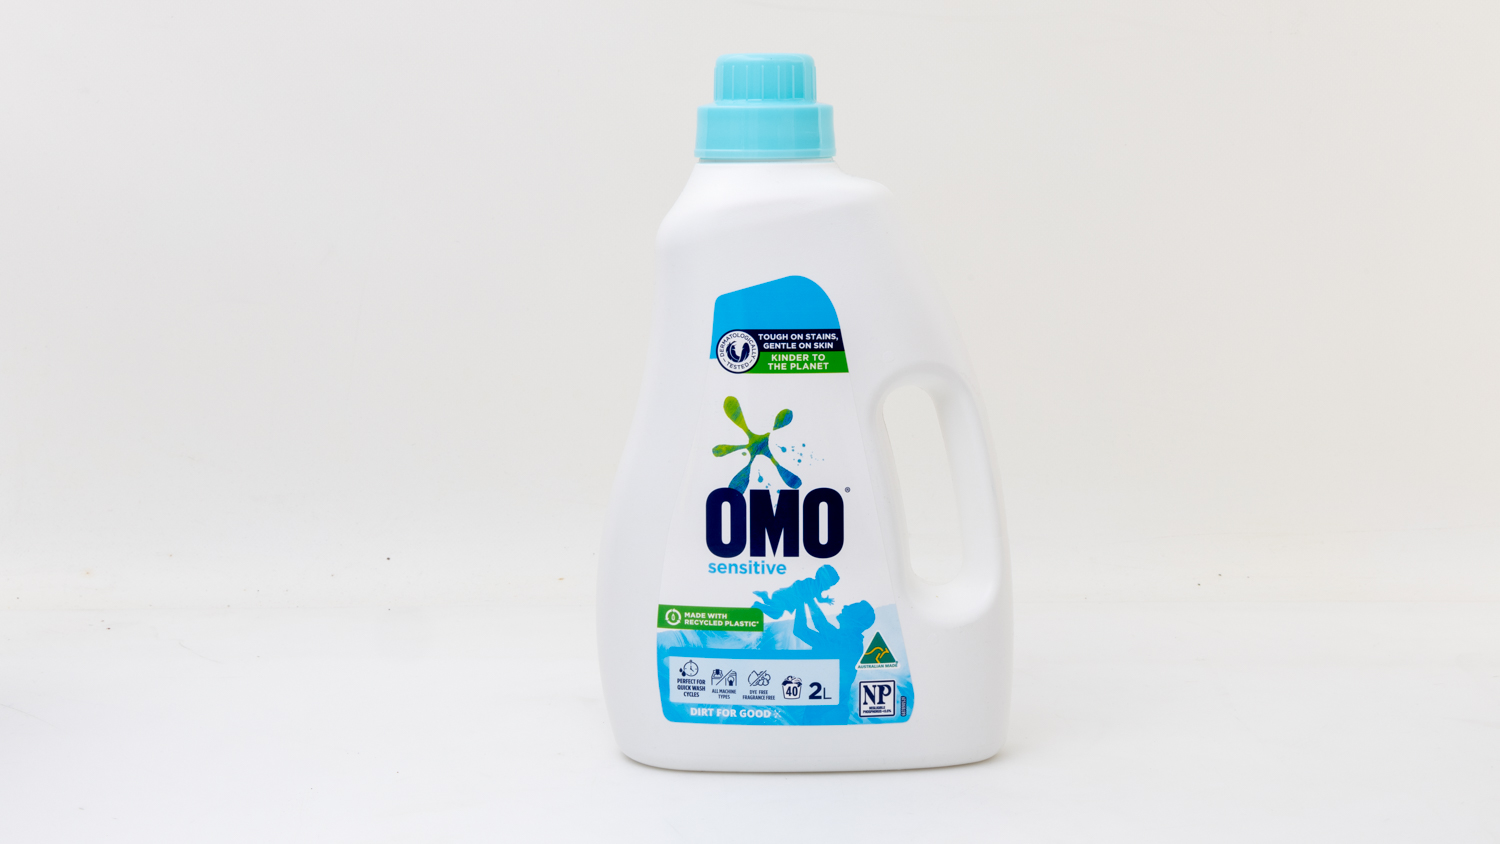 DERMATOLOGICALLY
TESTED
TOUGH ON STAINS,
GENTLE ON SKIN
KINDER TO
THE PLANET
OMO®
sensitive
MADE WITH
RECYCLED PLASTIC*
AUSTRALIAN MADE
PERFECT FOR
QUICK WASH
CYCLES
ALL MACHINE
TYPES
DYE FREE
FRAGRANCE FREE
40
2L
NP
DIRT FOR GOOD